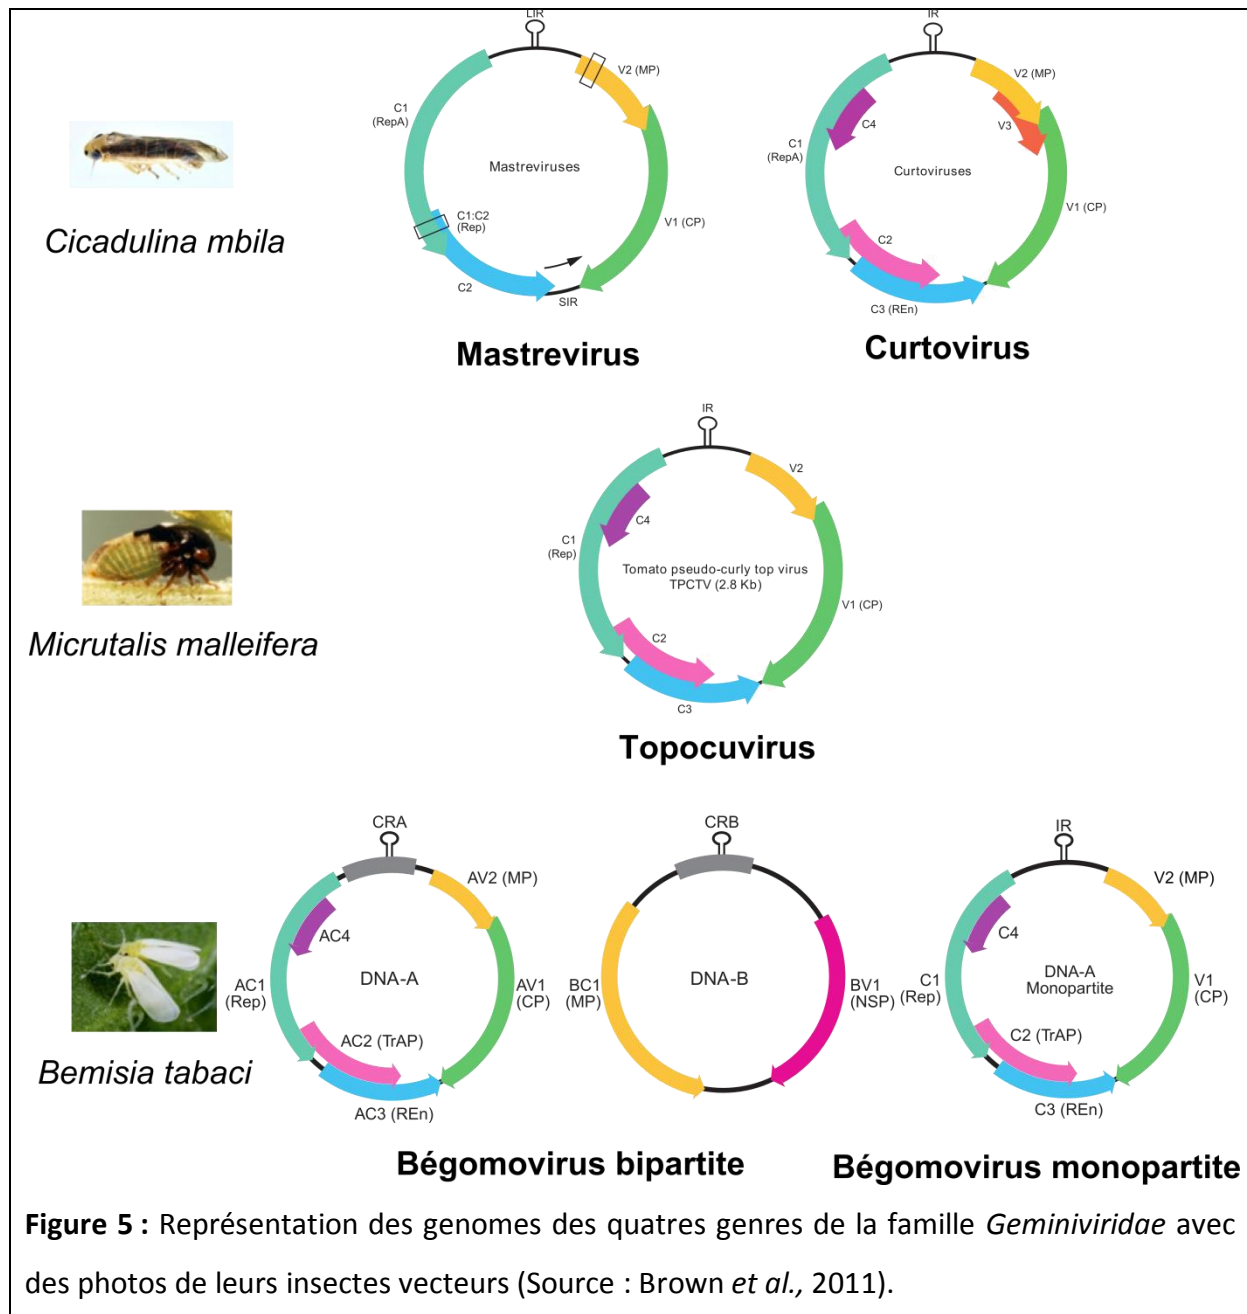 LIR
V2 (MP)
C1
(RepA)
Mastreviruses
C1:C2
(Rep)
V1 (CP)
C2
SIR
Mastrevirus
IR
V2 (MP)
C4
V3
C1
(RepA)
Curtoviruses
V1 (CP)
C2
C3 (REn)
Curtovirus
Cicadulina mbila
IR
V2
C4
C1
(Rep)
Tomato pseudo-curly top virus
TPCTV (2.8 Kb)
V1 (CP)
C2
C3
Topocuvirus
Micrutalis malleifera
CRA
AV2 (MP)
AC4
AC1
(Rep)
DNA-A
AV1
(CP)
AC2 (TrAP)
AC3 (REn)
CRB
BC1
(MP)
DNA-B
BV1
(NSP)
Bégomovirus bipartite
IR
V2 (MP)
C4
C1
(Rep)
DNA-A
Monopartite
V1
(CP)
C2 (TrAP)
C3 (REn)
Bégomovirus monopartite
Bemisia tabaci
Figure 5 : Représentation des genomes des quatres genres de la famille Geminiviridae avec
des photos de leurs insectes vecteurs (Source : Brown et al., 2011).